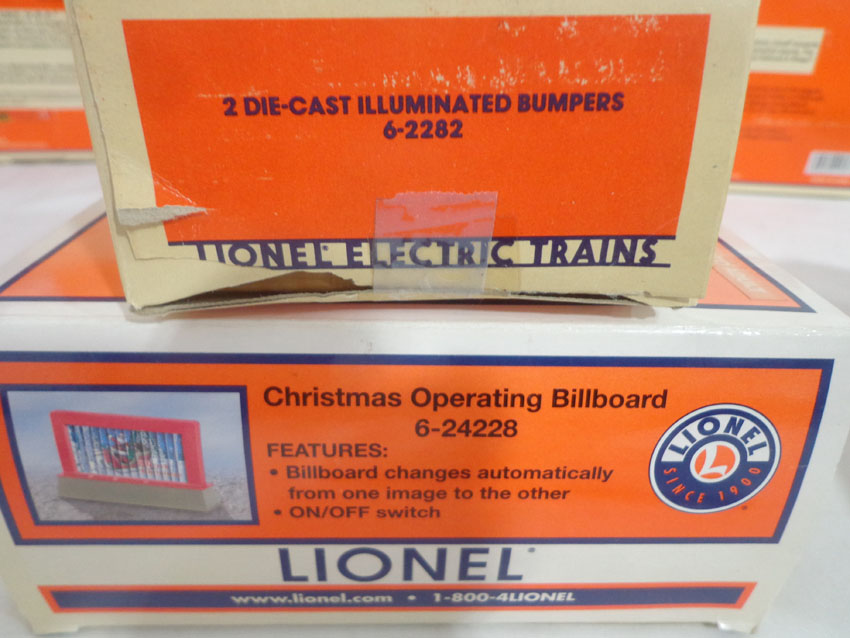 2 DIE-CAST ILLUMINATED BUMPERS
6-2282
LIONEL ELECTRIC TRAINS
Christmas Operating Billboard
6-24228
FEATURES:
• Billboard changes automatically
from one image to the other
• ON/OFF switch
LIONEL
SINCE 1900
LIONEL
www.lionel.com • 1-800-4LIONEL